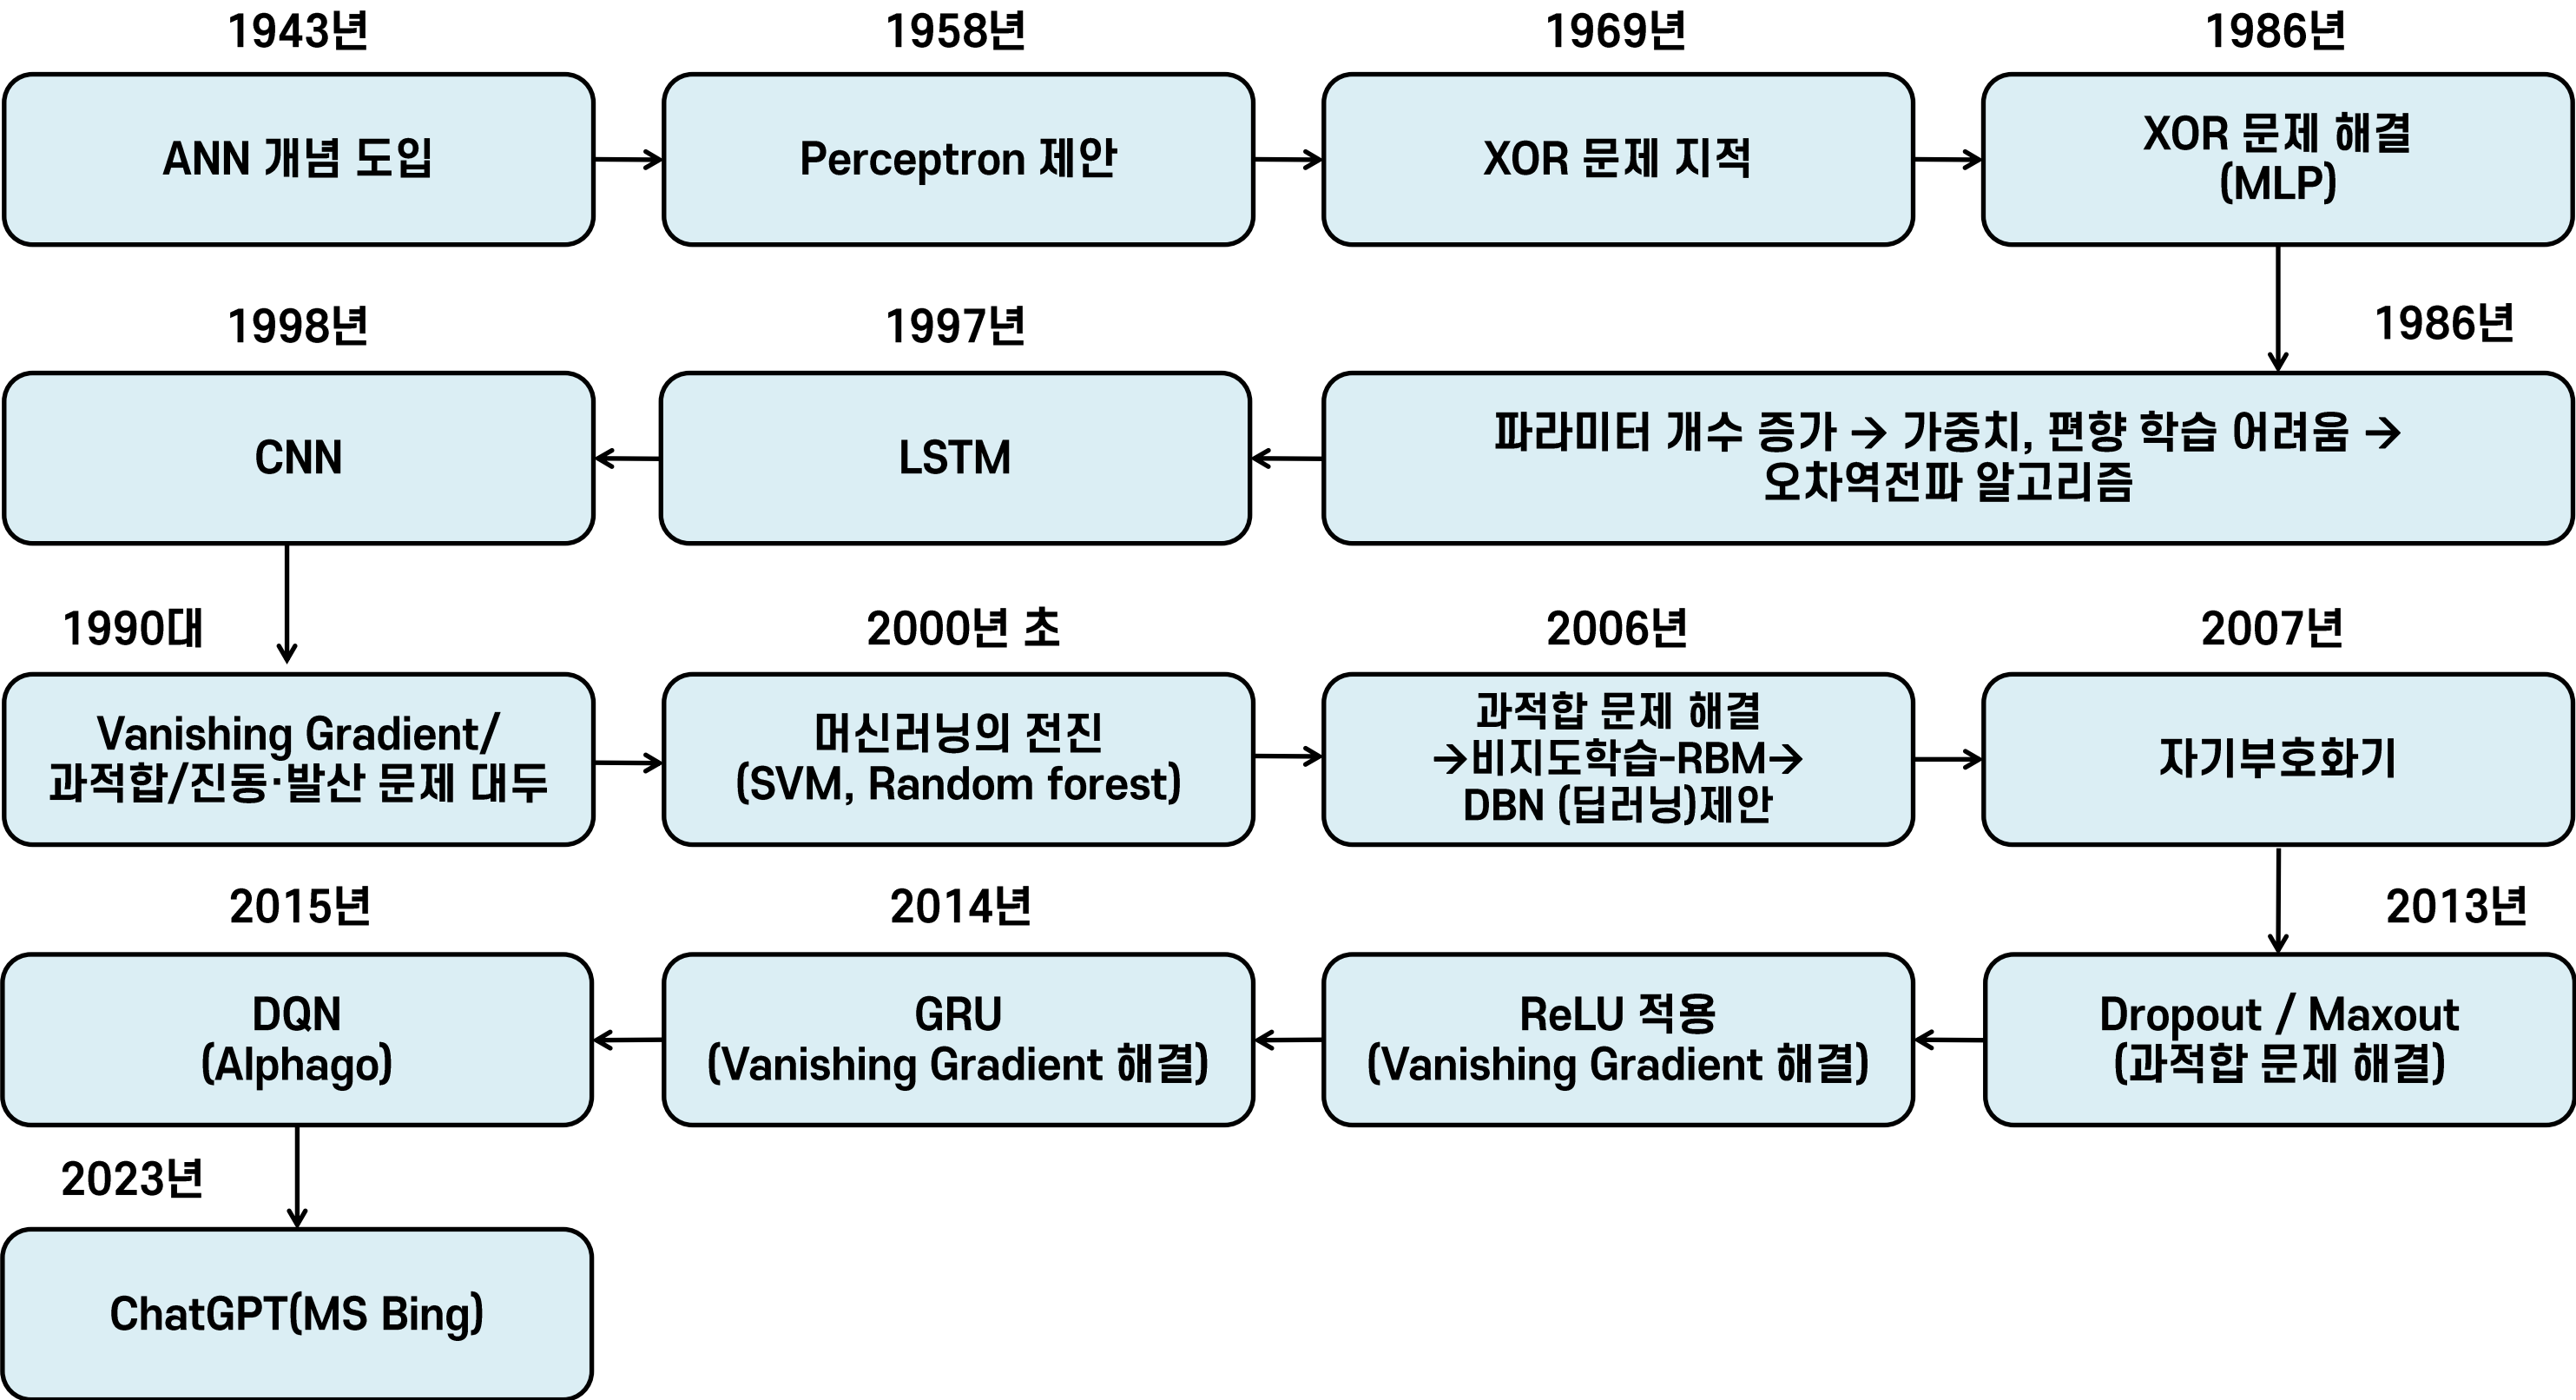 1943년
ANN 개념 도입
1958년
Perceptron 제안
1969년
XOR 문제 지적
1986년
XOR 문제 해결
(MLP)
1986년
파라미터 개수 증가 → 가중치, 편향 학습 어려움 →
오차역전파 알고리즘
1997년
LSTM
1998년
CNN
1990대
Vanishing Gradient/
과적합/진동·발산 문제 대두
2000년 초
머신러닝의 전진
(SVM, Random forest)
2006년
과적합 문제 해결
→비지도학습-RBM→
DBN (딥러닝)제안
2007년
자기부호화기
2013년
Dropout / Maxout
(과적합 문제 해결)
ReLU 적용
(Vanishing Gradient 해결)
2014년
GRU
(Vanishing Gradient 해결)
2015년
DQN
(Alphago)
2023년
ChatGPT(MS Bing)